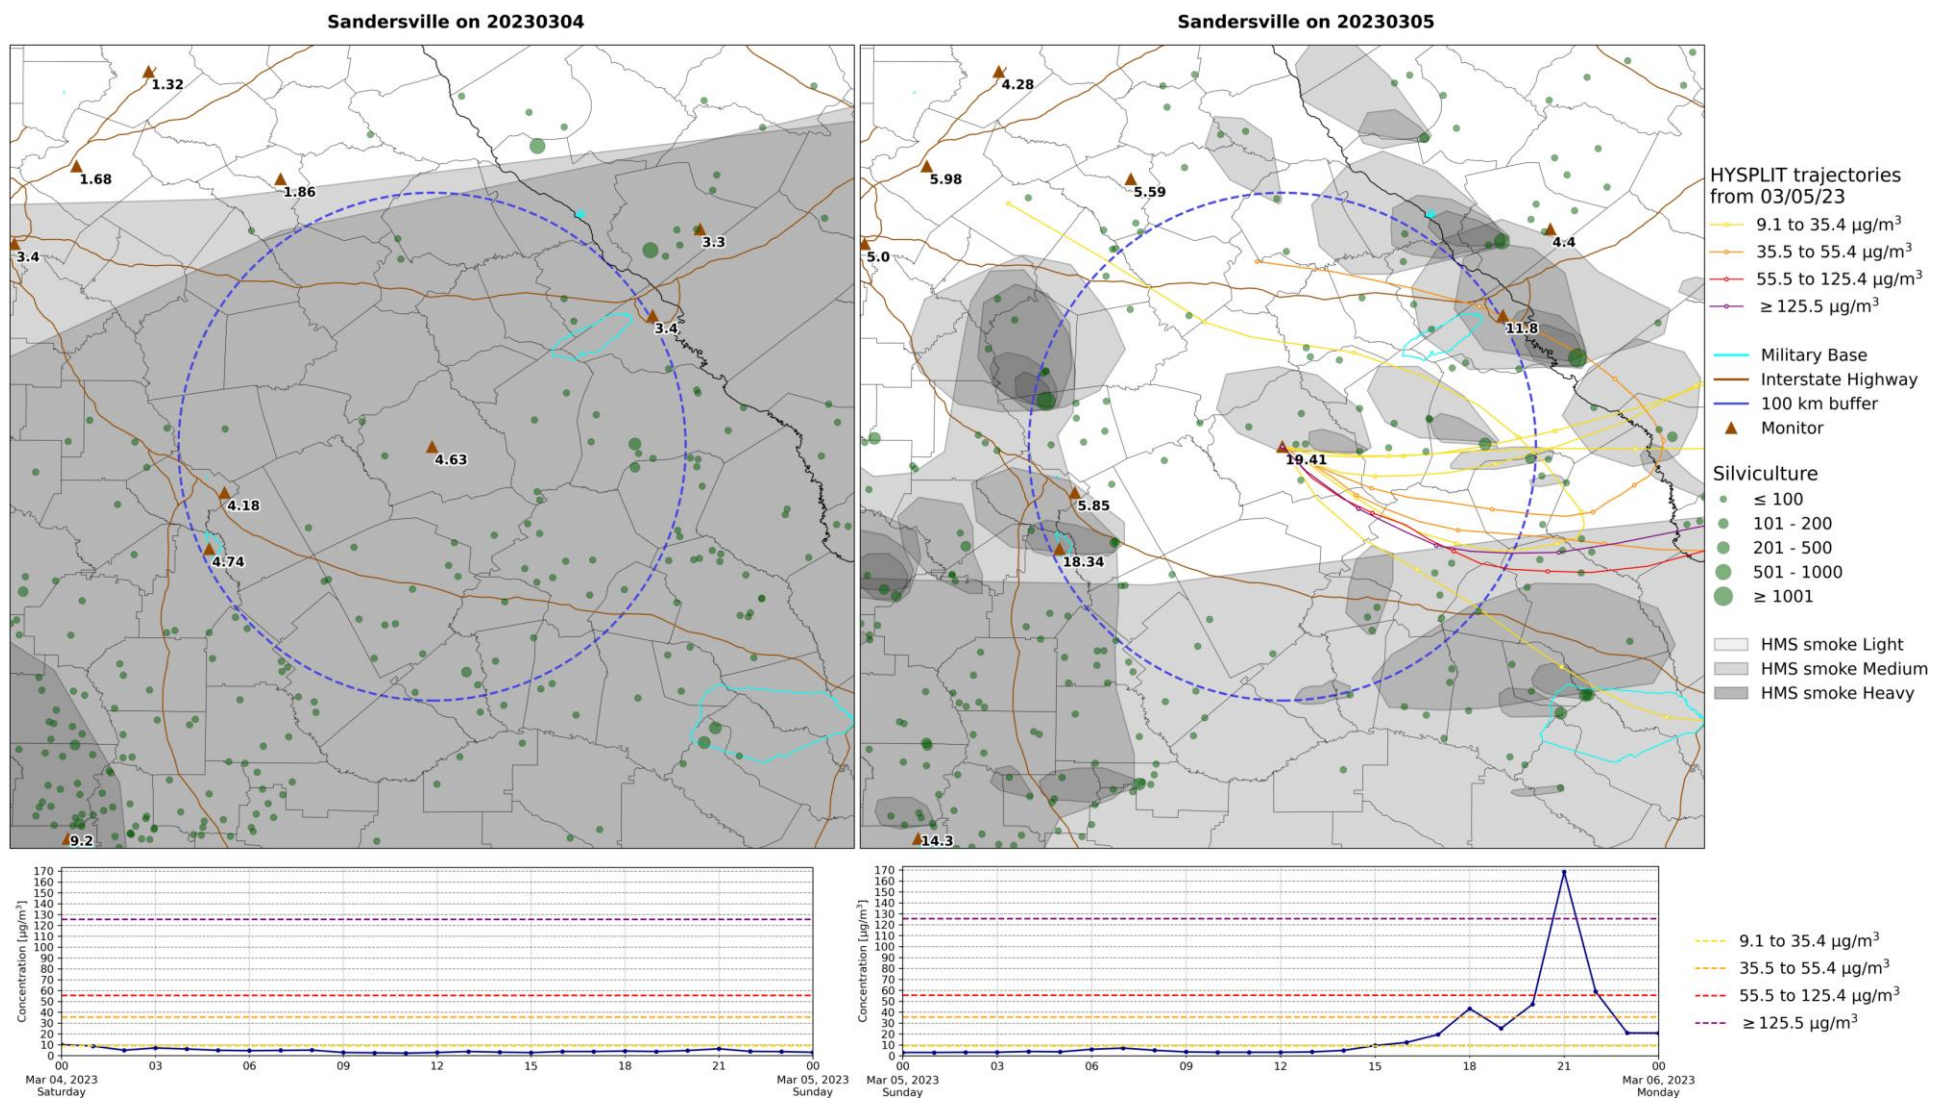 Sandersville on 20230304
Sandersville on 20230305
1.32
1.68
1.86
3.4
3.3
3.4
4.63
4.18
4.74
9.2
4.28
5.98
5.59
5.0
4.4
11.8
19.41
5.85
18.34
14.3
HYSPLIT trajectories
from 03/05/23
9.1 to 35.4 µg/m³
35.5 to 55.4 µg/m³
55.5 to 125.4 µg/m³
≥ 125.5 µg/m³
Military Base
Interstate Highway
100 km buffer
Monitor
Silviculture
≤ 100
101 - 200
201 - 500
501 - 1000
≥ 1001
HMS smoke Light
HMS smoke Medium
HMS smoke Heavy
Concentration [µg/m³]
170
160
150
140
130
120
110
100
90
80
70
60
50
40
30
20
10
0
00
03
06
09
12
15
18
21
00
Mar 04, 2023
Saturday
Mar 05, 2023
Sunday
Concentration [µg/m³]
170
160
150
140
130
120
110
100
90
80
70
60
50
40
30
20
10
0
00
03
06
09
12
15
18
21
00
Mar 05, 2023
Sunday
Mar 06, 2023
Monday
9.1 to 35.4 µg/m³
35.5 to 55.4 µg/m³
55.5 to 125.4 µg/m³
≥ 125.5 µg/m³